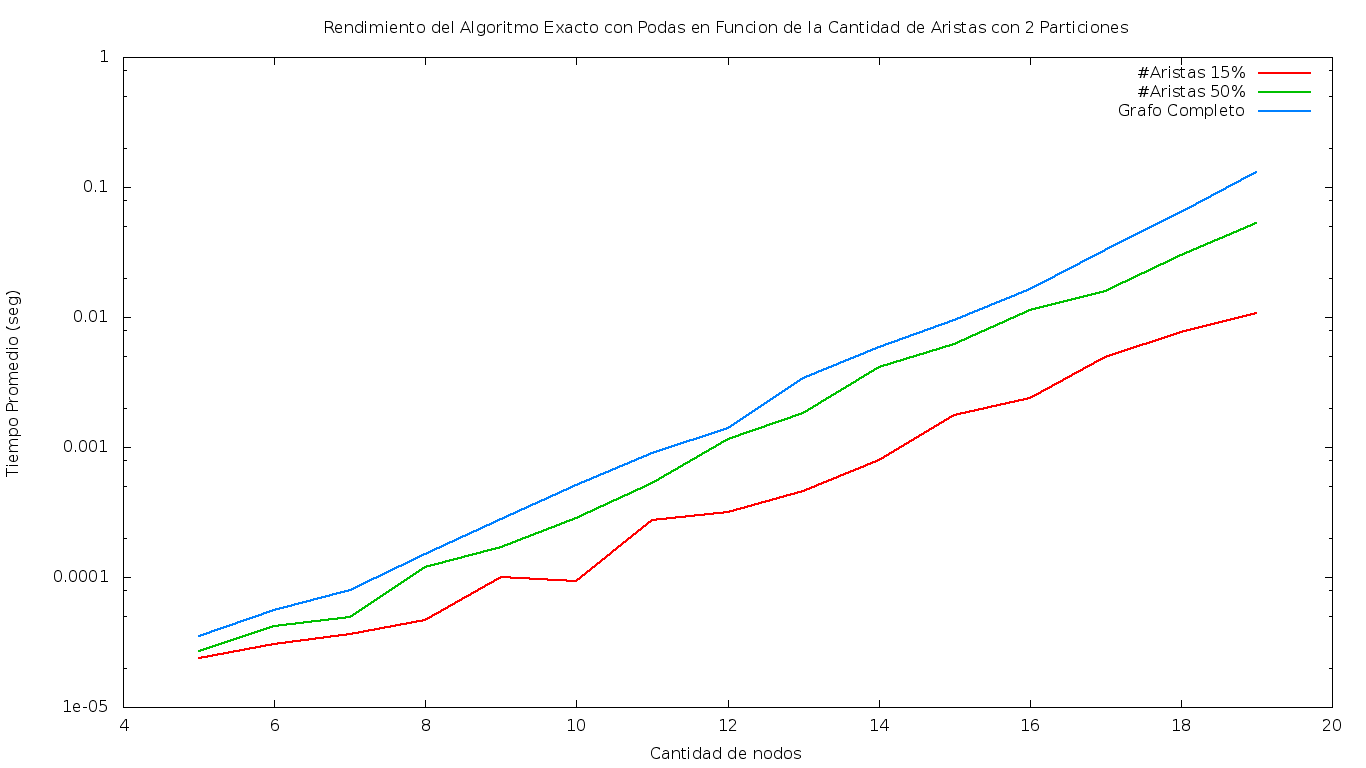 Rendimiento del Algoritmo Exacto con Podas en Funcion de la Cantidad de Aristas con 2 Particiones
#Aristas 15%
#Aristas 50%
Grafo Completo
1
0.1
0.01
0.001
0.0001
1e-05
Tiempo Promedio (seg)
4 6 8 10 12 14 16 18 20
Cantidad de nodos